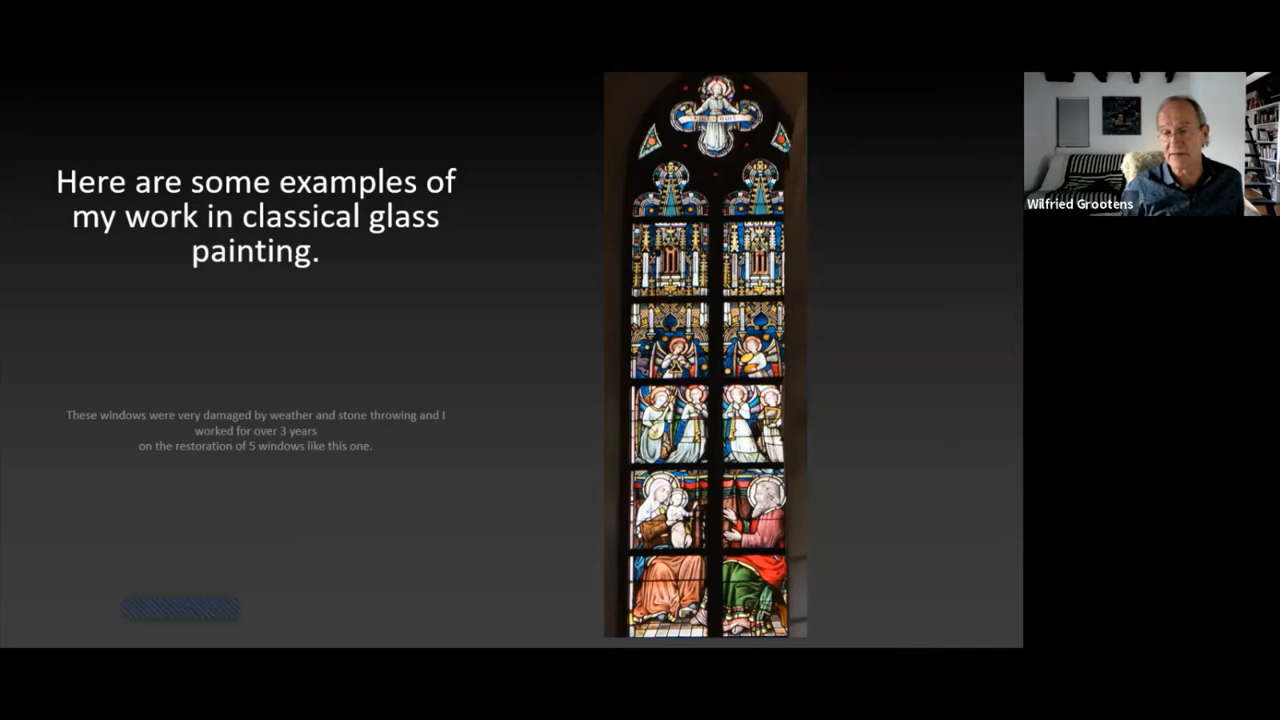 Here are some examples of
my work in classical glass
painting.
These windows were very damaged by weather and stone throwing and I
worked for over 3 years
on the restoration of 5 windows like this one.
Wilfried Grootens